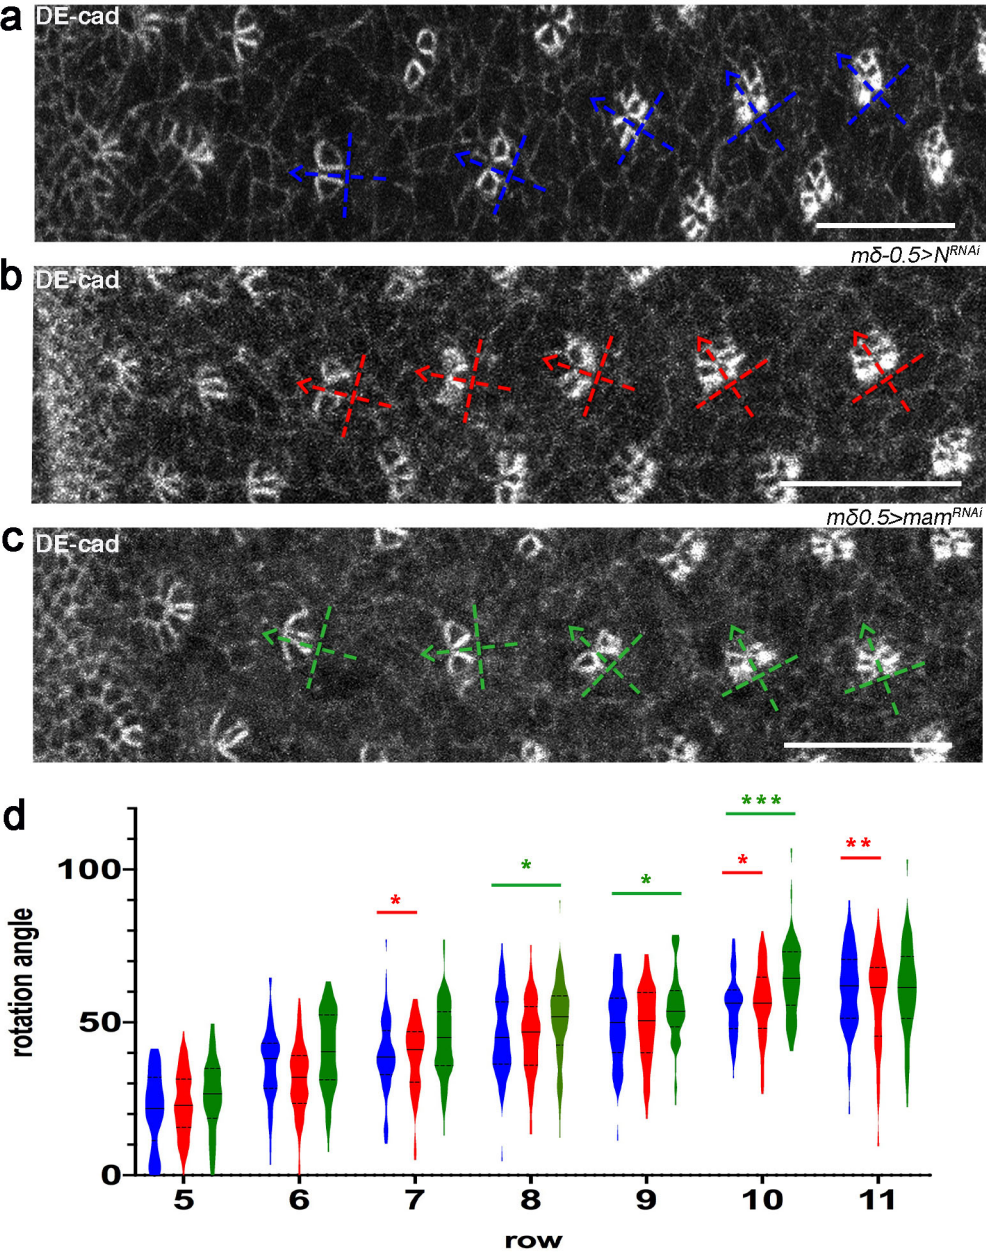 a
DE-cad
mδ-0.5>N^RNAi
b
DE-cad
mδ0.5>mam^RNAi
c
DE-cad
d
***
*
**
*
*
*
100
50
0
rotation angle
5 6 7 8 9 10 11
row